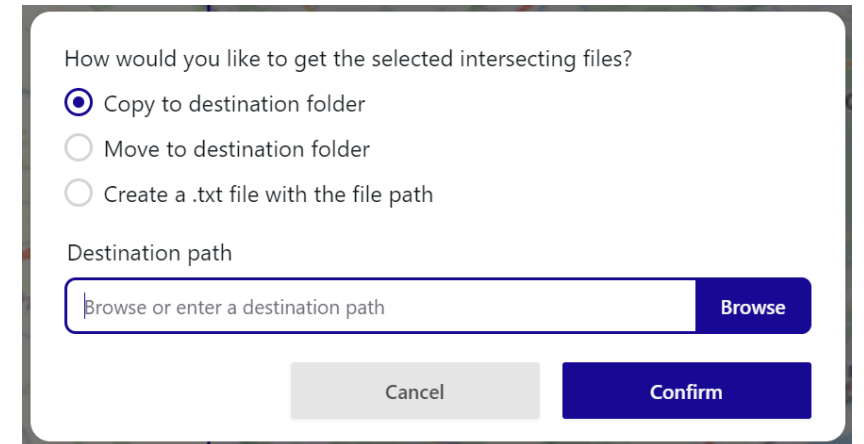 How would you like to get the selected intersecting files?
Copy to destination folder
Move to destination folder
Create a .txt file with the file path
Destination path
Browse or enter a destination path
Browse
Cancel
Confirm